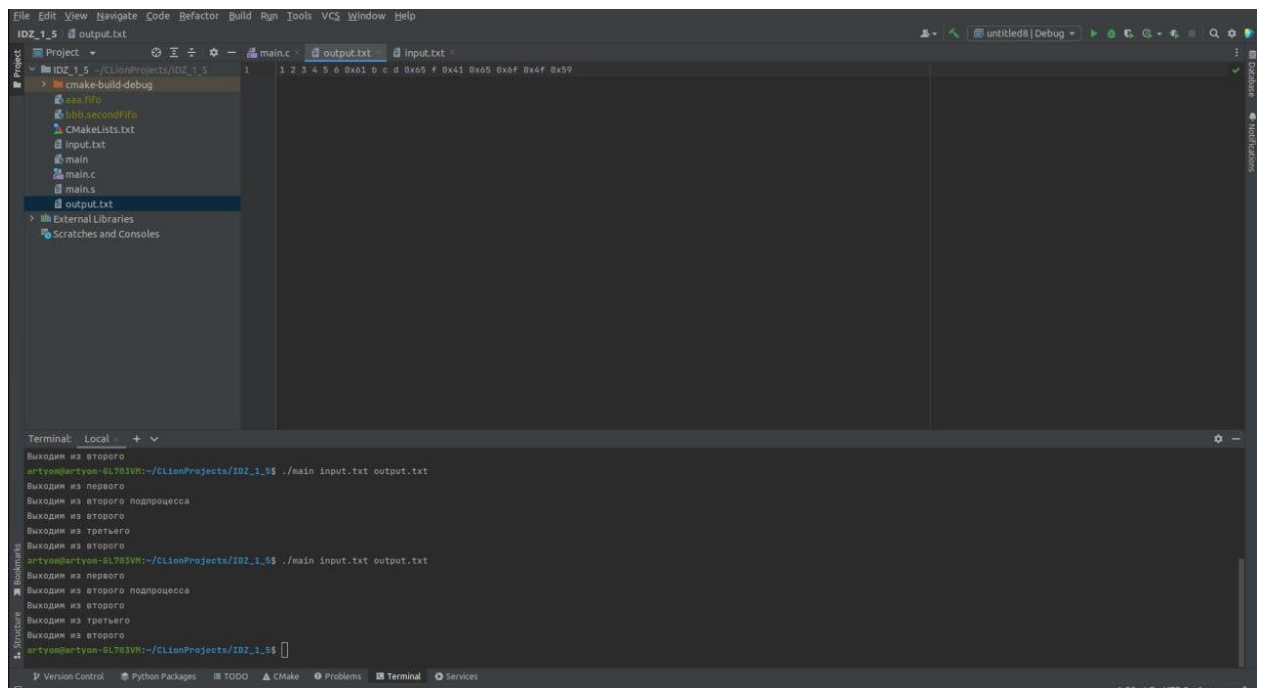 File Edit View Navigate Code Refactor Build Run Tools VCS Window Help
IDZ_1_5 output.txt untitled8 | Debug
Project main.c output.txt input.txt
IDZ_1_5 ~/CLionProjects/IDZ_1_5
cmake-build-debug
aaa.fifo
bbb.secondFifo
CMakeLists.txt
input.txt
main
main.c
main.s
output.txt
External Libraries
Scratches and Consoles
1 1 2 3 4 5 6 0x61 b c d 0x65 f 0x41 0x65 0x6f 0x4f 0x59
Project
Bookmarks
Structure
Database
Notifications
Terminal: Local
Выходим из второго
artyom@artyom-GL703VM:~/CLionProjects/IDZ_1_5$ ./main input.txt output.txt
Выходим из первого
Выходим из второго подпроцесса
Выходим из второго
Выходим из третьего
Выходим из второго
artyom@artyom-GL703VM:~/CLionProjects/IDZ_1_5$ ./main input.txt output.txt
Выходим из первого
Выходим из второго подпроцесса
Выходим из второго
Выходим из третьего
Выходим из второго
artyom@artyom-GL703VM:~/CLionProjects/IDZ_1_5$
Version Control Python Packages TODO CMake Problems Terminal Services